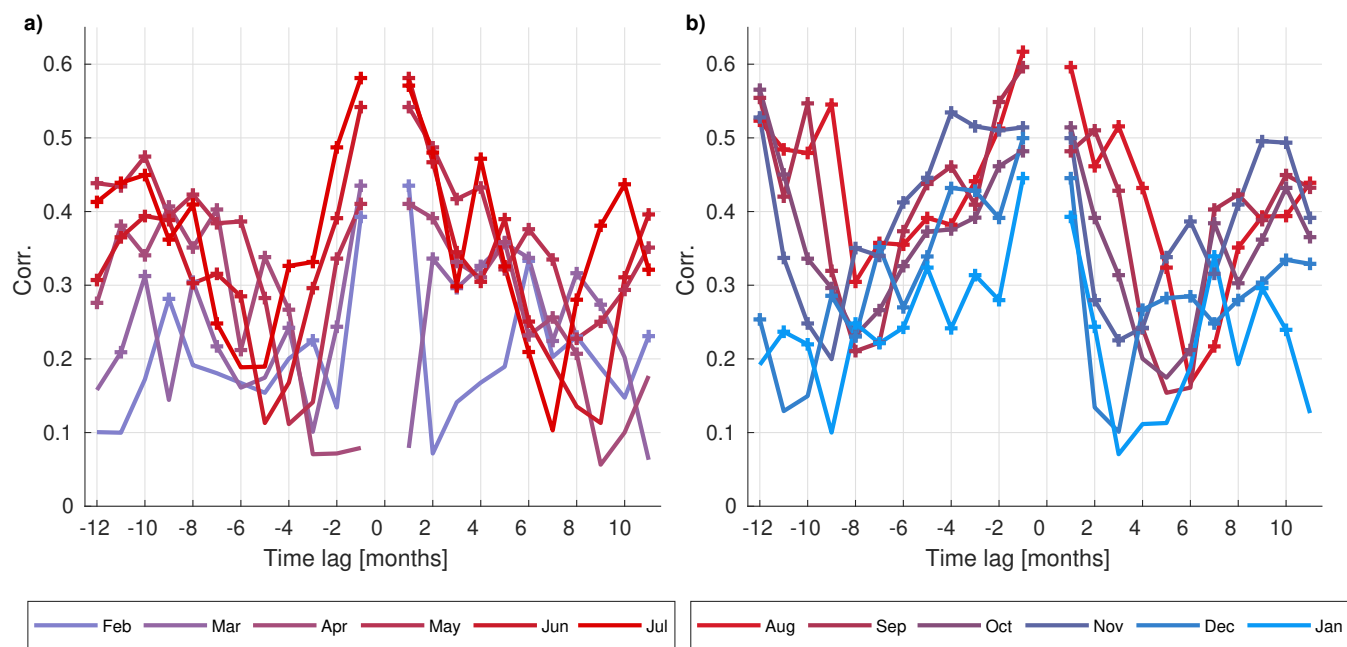 a)
Corr.
0.6
0.5
0.4
0.3
0.2
0.1
0
-12 -10 -8 -6 -4 -2 0 2 4 6 8 10
Time lag [months]
Feb Mar Apr May Jun Jul
b)
Corr.
0.6
0.5
0.4
0.3
0.2
0.1
0
-12 -10 -8 -6 -4 -2 0 2 4 6 8 10
Time lag [months]
Aug Sep Oct Nov Dec Jan